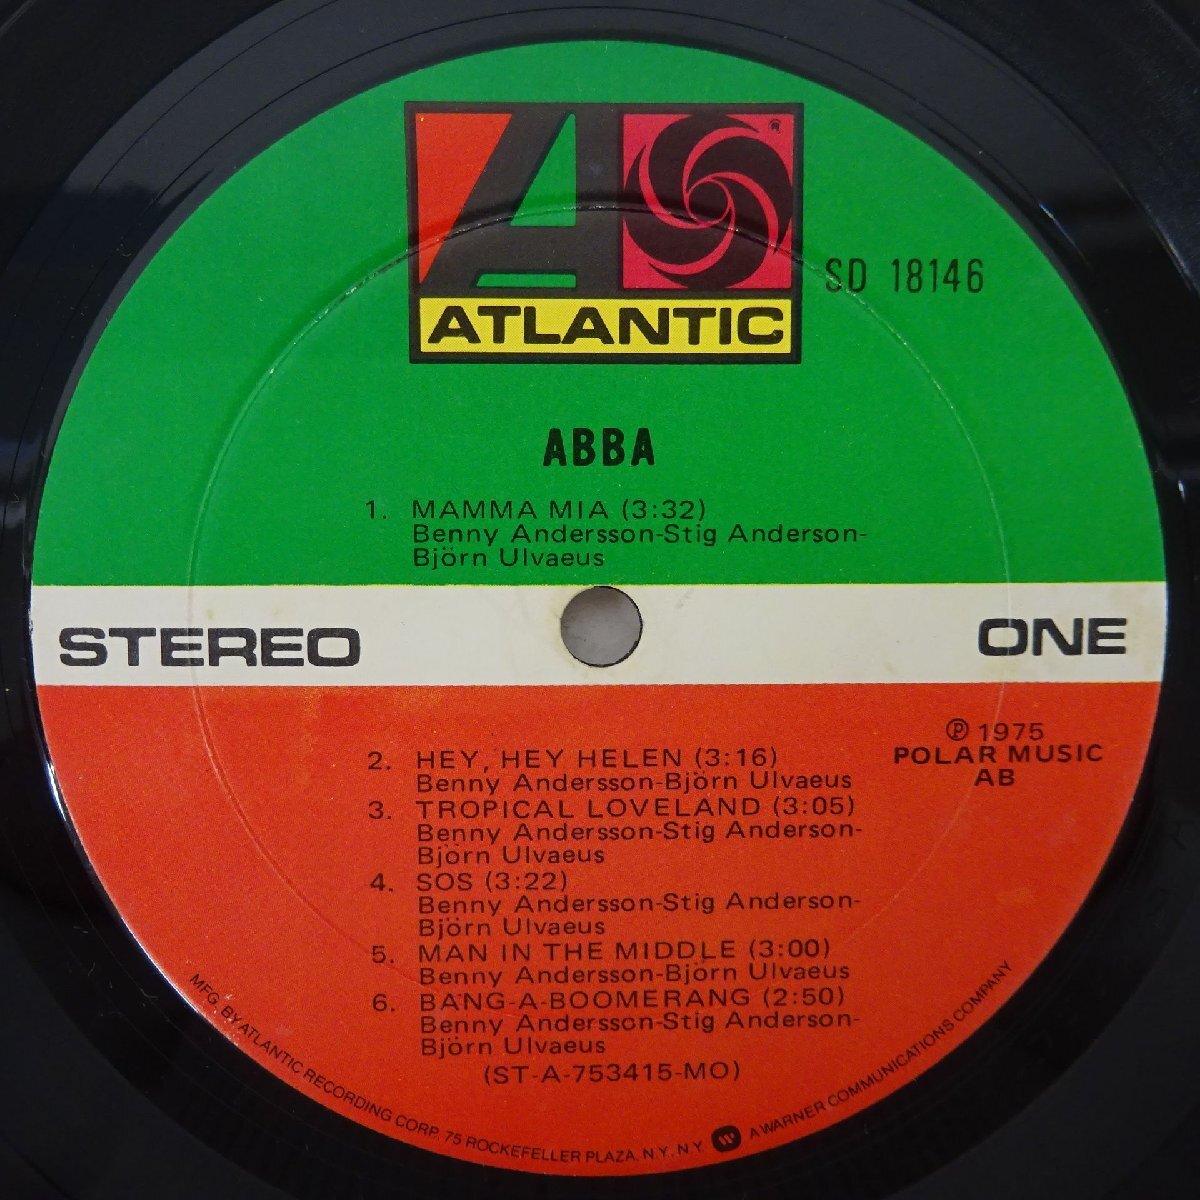 ®
ATLANTIC
SD 18146
ABBA
1. MAMMA MIA (3:32)
Benny Andersson-Stig Anderson-
Björn Ulvaeus
STEREO
ONE
℗ 1975
POLAR MUSIC
AB
2. HEY, HEY HELEN (3:16)
Benny Andersson-Björn Ulvaeus
3. TROPICAL LOVELAND (3:05)
Benny Andersson-Stig Anderson-
Björn Ulvaeus
4. SOS (3:22)
Benny Andersson-Stig Anderson-
Björn Ulvaeus
5. MAN IN THE MIDDLE (3:00)
Benny Andersson-Björn Ulvaeus
6. BANG-A-BOOMERANG (2:50)
Benny Andersson-Stig Anderson-
Björn Ulvaeus
(ST-A-753415-MO)
MFG. BY ATLANTIC RECORDING CORP. 75 ROCKEFELLER PLAZA, N.Y., N.Y. A WARNER COMMUNICATIONS COMPANY